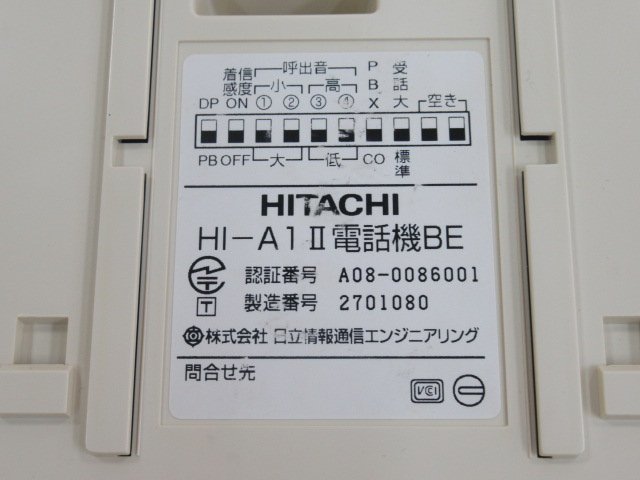 着信 呼出音 P 受
感度 小 高 B 話
DP ON ① ② ③ ④ X 大 空き
PB OFF 大 低 CO 標準
HITACHI
HI-A1Ⅱ電話機BE
認証番号 A08-0086001
T 製造番号 2701080
株式会社 日立情報通信エンジニアリング
問合せ先
VCI